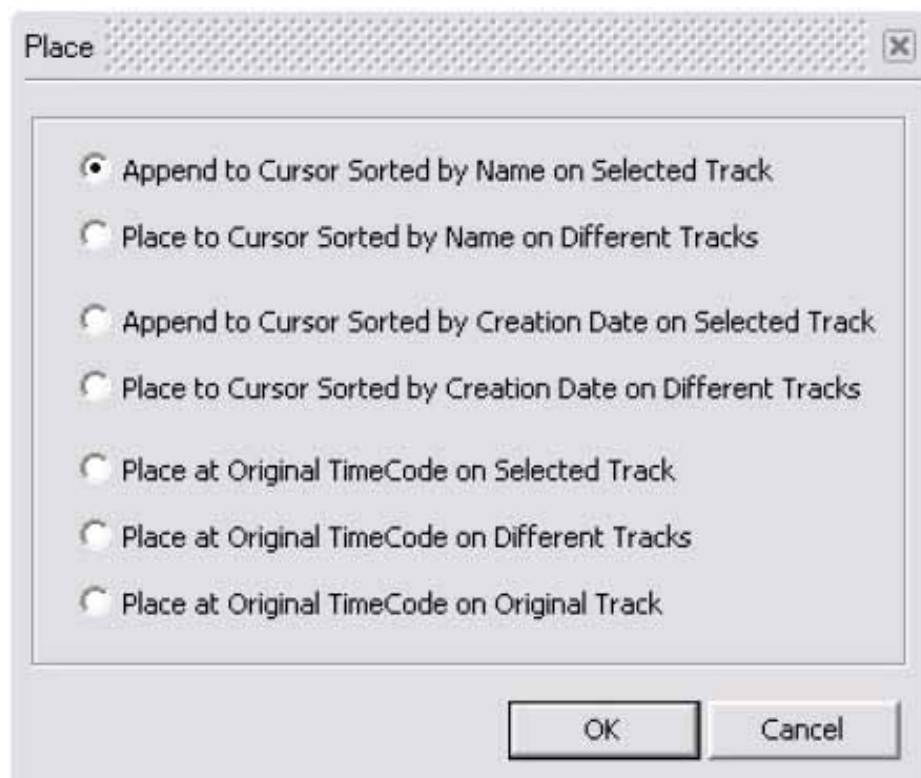 Place
Append to Cursor Sorted by Name on Selected Track
Place to Cursor Sorted by Name on Different Tracks
Append to Cursor Sorted by Creation Date on Selected Track
Place to Cursor Sorted by Creation Date on Different Tracks
Place at Original TimeCode on Selected Track
Place at Original TimeCode on Different Tracks
Place at Original TimeCode on Original Track
OK Cancel